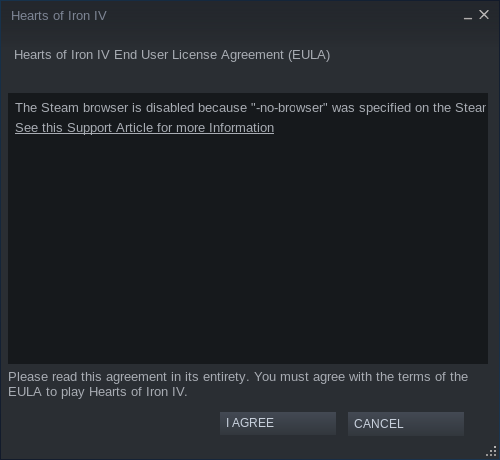 Hearts of Iron IV
Hearts of Iron IV End User License Agreement (EULA)
The Steam browser is disabled because "-no-browser" was specified on the
See this Support Article for more Information
Please read this agreement in its entirety. You must agree with the terms of the
EULA to play Hearts of Iron IV.
I AGREE
CANCEL